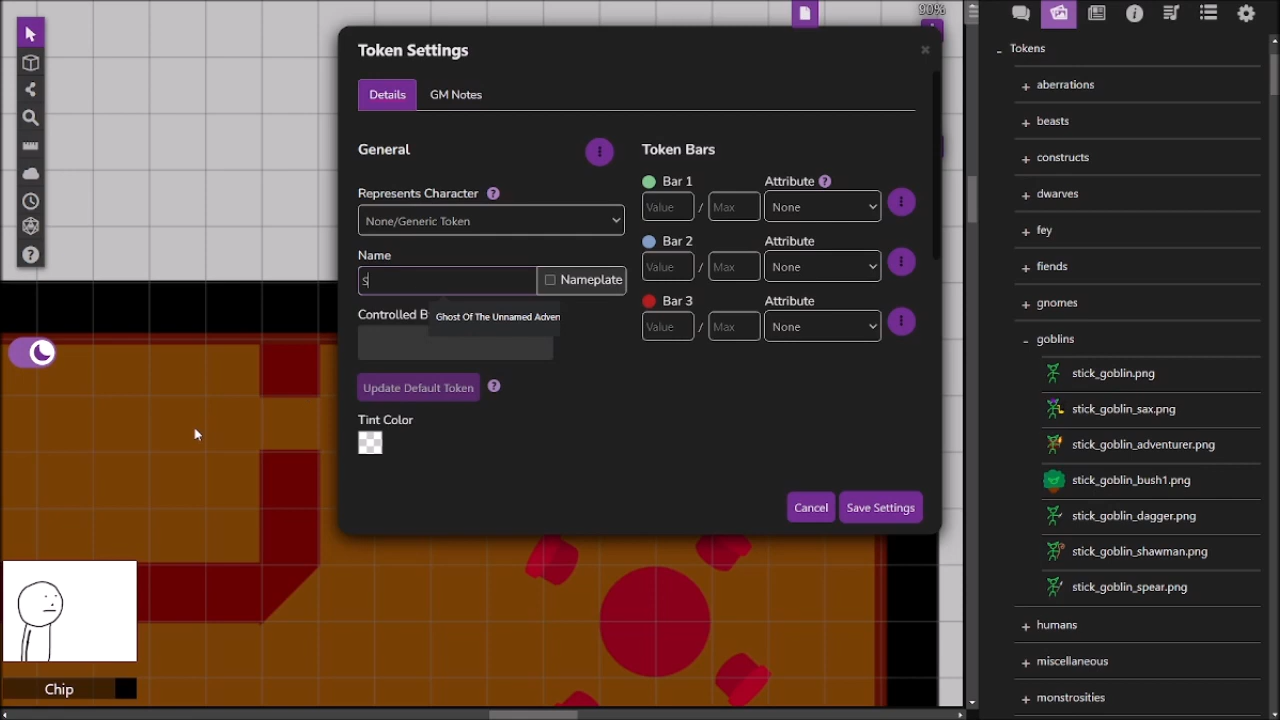 90%
Token Settings
×
Details
GM Notes
General
Represents Character ?
None/Generic Token
Name
S
Nameplate
Ghost Of The Unnamed Adven
Controlled B
Update Default Token ?
Tint Color
Token Bars
Bar 1
Attribute ?
Value / Max
None
Bar 2
Attribute
Value / Max
None
Bar 3
Attribute
Value / Max
None
Cancel
Save Settings
Chip
- Tokens
+ aberrations
+ beasts
+ constructs
+ dwarves
+ fey
+ fiends
+ gnomes
- goblins
stick_goblin.png
stick_goblin_sax.png
stick_goblin_adventurer.png
stick_goblin_bush1.png
stick_goblin_dagger.png
stick_goblin_shawman.png
stick_goblin_spear.png
+ humans
+ miscellaneous
+ monstrosities